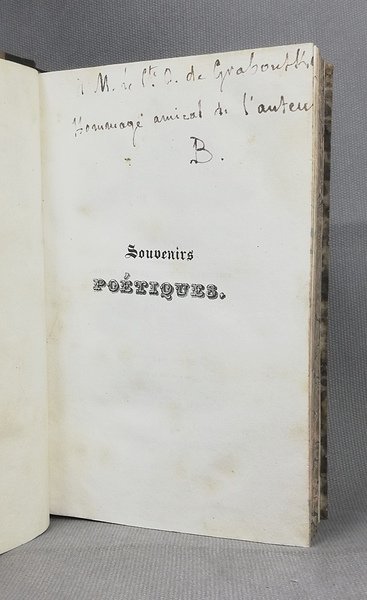 à M. le Cte. J. de
Hommage amical de l'auteur
B.
Souvenirs
POÉTIQUES.